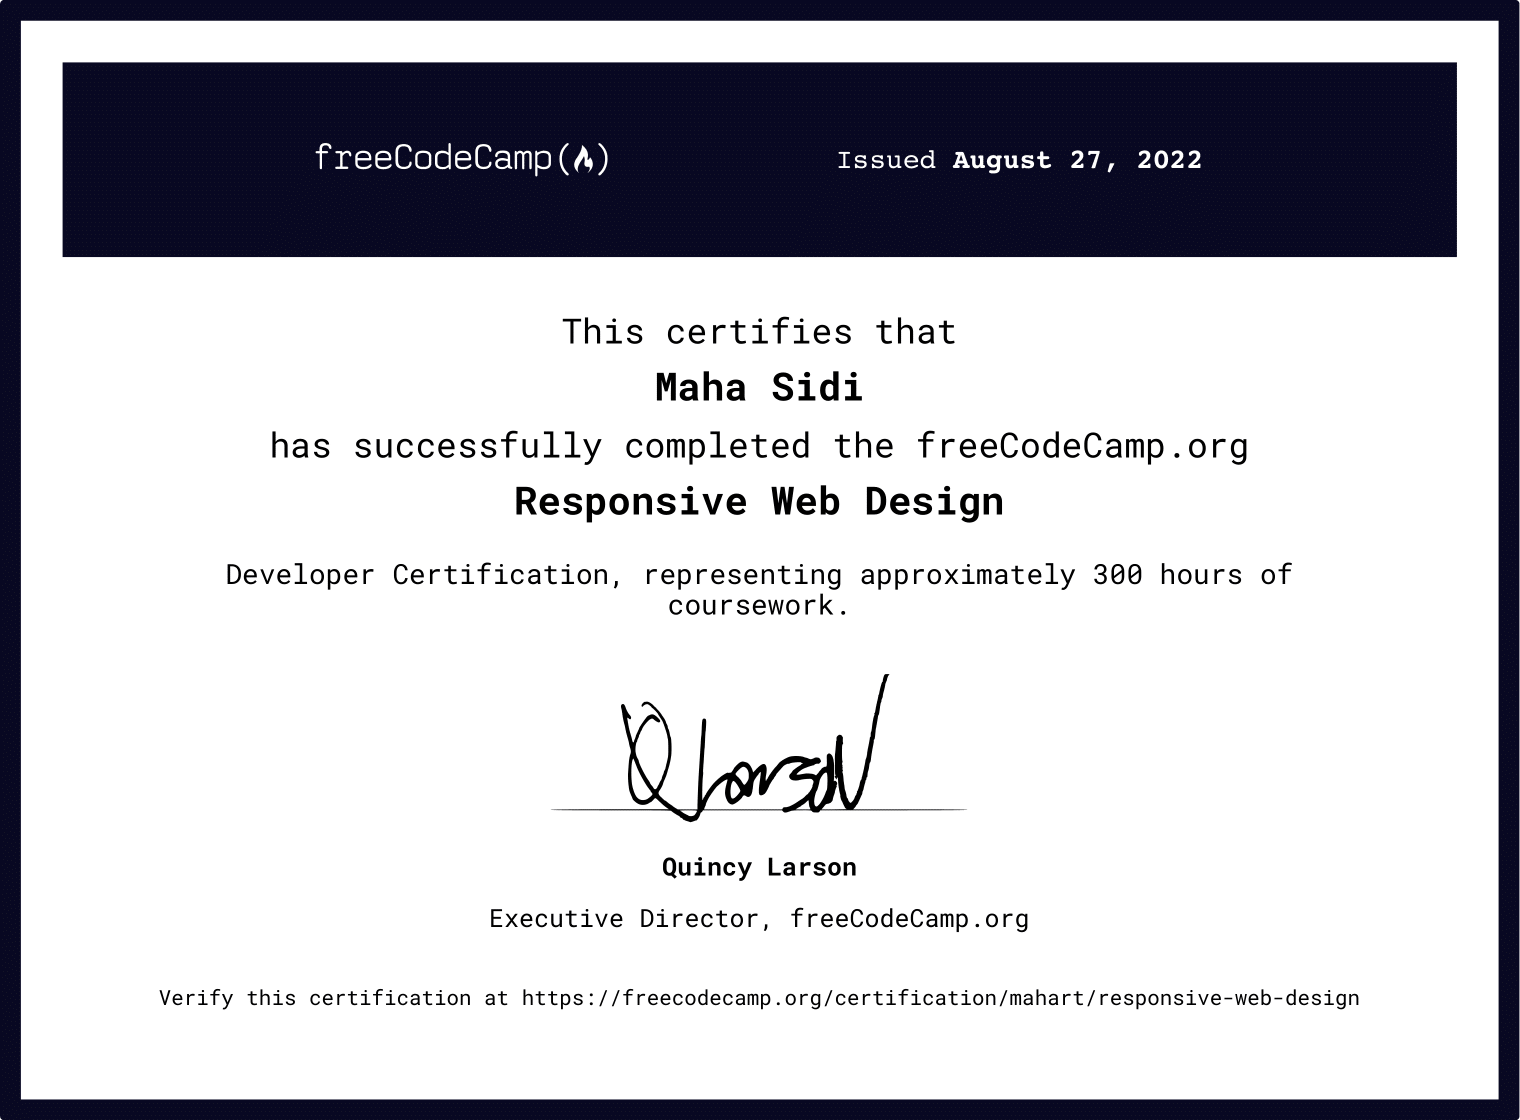 freeCodeCamp
Issued August 27, 2022
This certifies that
Maha Sidi
has successfully completed the freeCodeCamp.org
Responsive Web Design
Developer Certification, representing approximately 300 hours of
coursework.
Q Larson
Quincy Larson
Executive Director, freeCodeCamp.org
Verify this certification at https://freecodecamp.org/certification/mahart/responsive-web-design